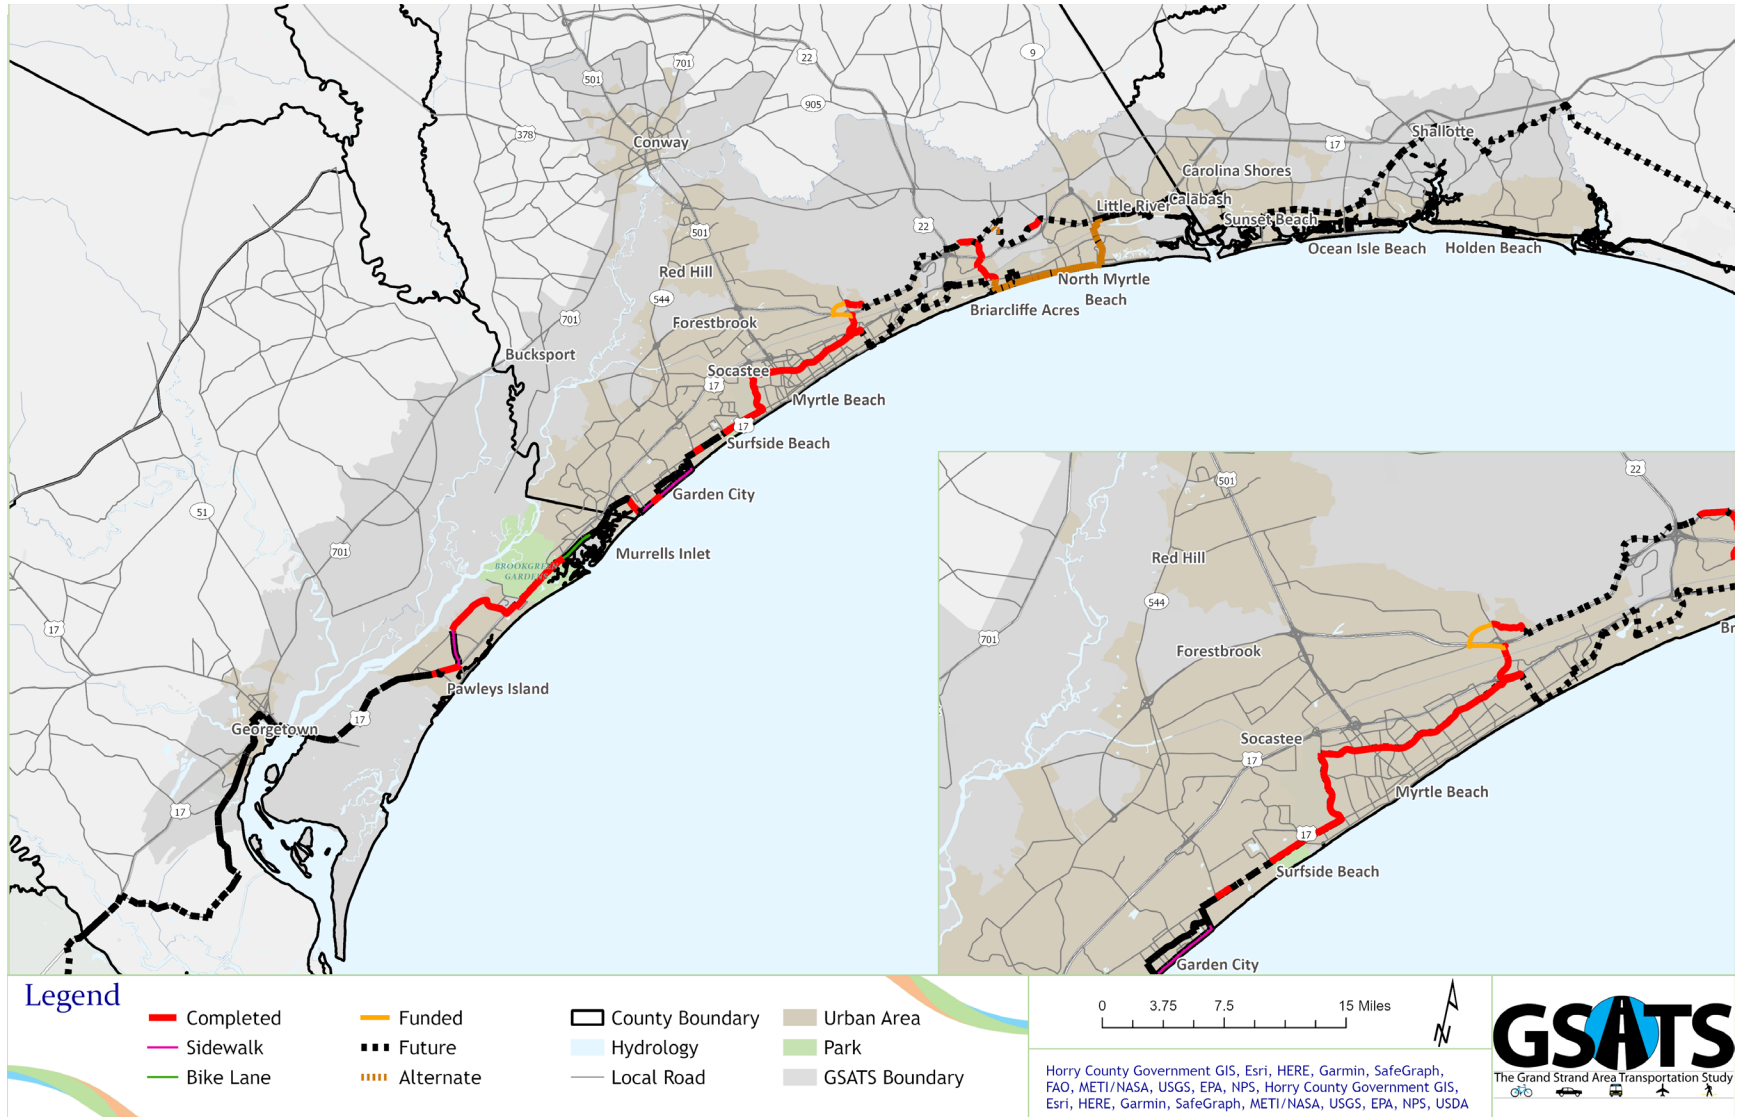 701
22
9
501
905
378
Conway
Shallotte
17
Carolina Shores
Calabash
Little River
Sunset Beach
22
501
Ocean Isle Beach
Holden Beach
Red Hill
North Myrtle
Beach
544
Briarcliffe Acres
701
Forestbrook
Bucksport
Socastee
17
Myrtle Beach
17
Surfside Beach
Garden City
51
701
Murrells Inlet
BROOKGREEN
GARDENS
17
Pawleys Island
17
Georgetown
17
22
501
Red Hill
544
Br
701
Forestbrook
Socastee
17
Myrtle Beach
17
Surfside Beach
Garden City
Legend
Completed
Sidewalk
Bike Lane
Funded
Future
Alternate
County Boundary
Hydrology
Local Road
Urban Area
Park
GSATS Boundary
0 3.75 7.5 15 Miles
N
Horry County Government GIS, Esri, HERE, Garmin, SafeGraph,
FAO, METI/NASA, USGS, EPA, NPS, Horry County Government GIS,
Esri, HERE, Garmin, SafeGraph, METI/NASA, USGS, EPA, NPS, USDA
GSATS
The Grand Strand Area Transportation Study